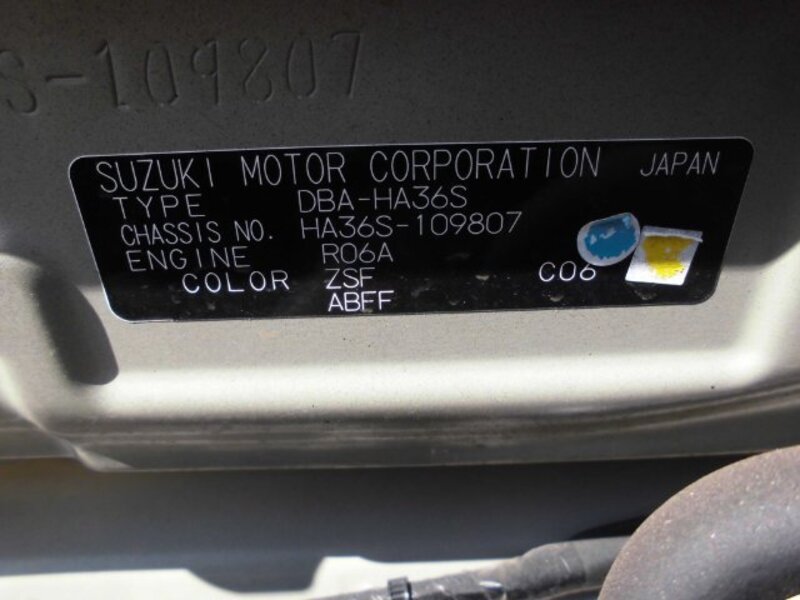 S-109807
SUZUKI MOTOR CORPORATION JAPAN
TYPE DBA-HA36S
CHASSIS NO. HA36S-109807
ENGINE R06A
COLOR ZSF C06
ABFF